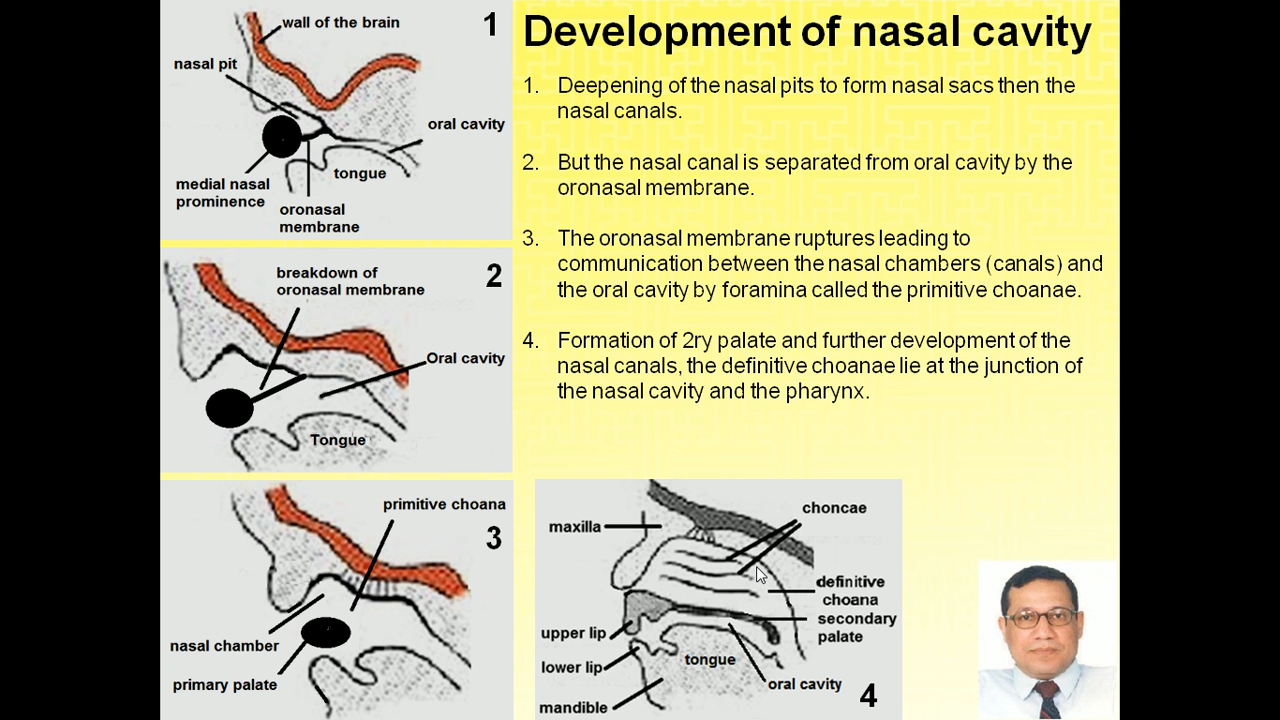 wall of the brain
1
nasal pit
oral cavity
tongue
medial nasal
prominence
oronasal
membrane
breakdown of
oronasal membrane
2
Oral cavity
Tongue
primitive choana
3
nasal chamber
primary palate
Development of nasal cavity
1. Deepening of the nasal pits to form nasal sacs then the
nasal canals.
2. But the nasal canal is separated from oral cavity by the
oronasal membrane.
3. The oronasal membrane ruptures leading to
communication between the nasal chambers (canals) and
the oral cavity by foramina called the primitive choanae.
4. Formation of 2ry palate and further development of the
nasal canals, the definitive choanae lie at the junction of
the nasal cavity and the pharynx.
choncae
maxilla
definitive
choana
secondary
palate
upper lip
lower lip
tongue
oral cavity
mandible
4